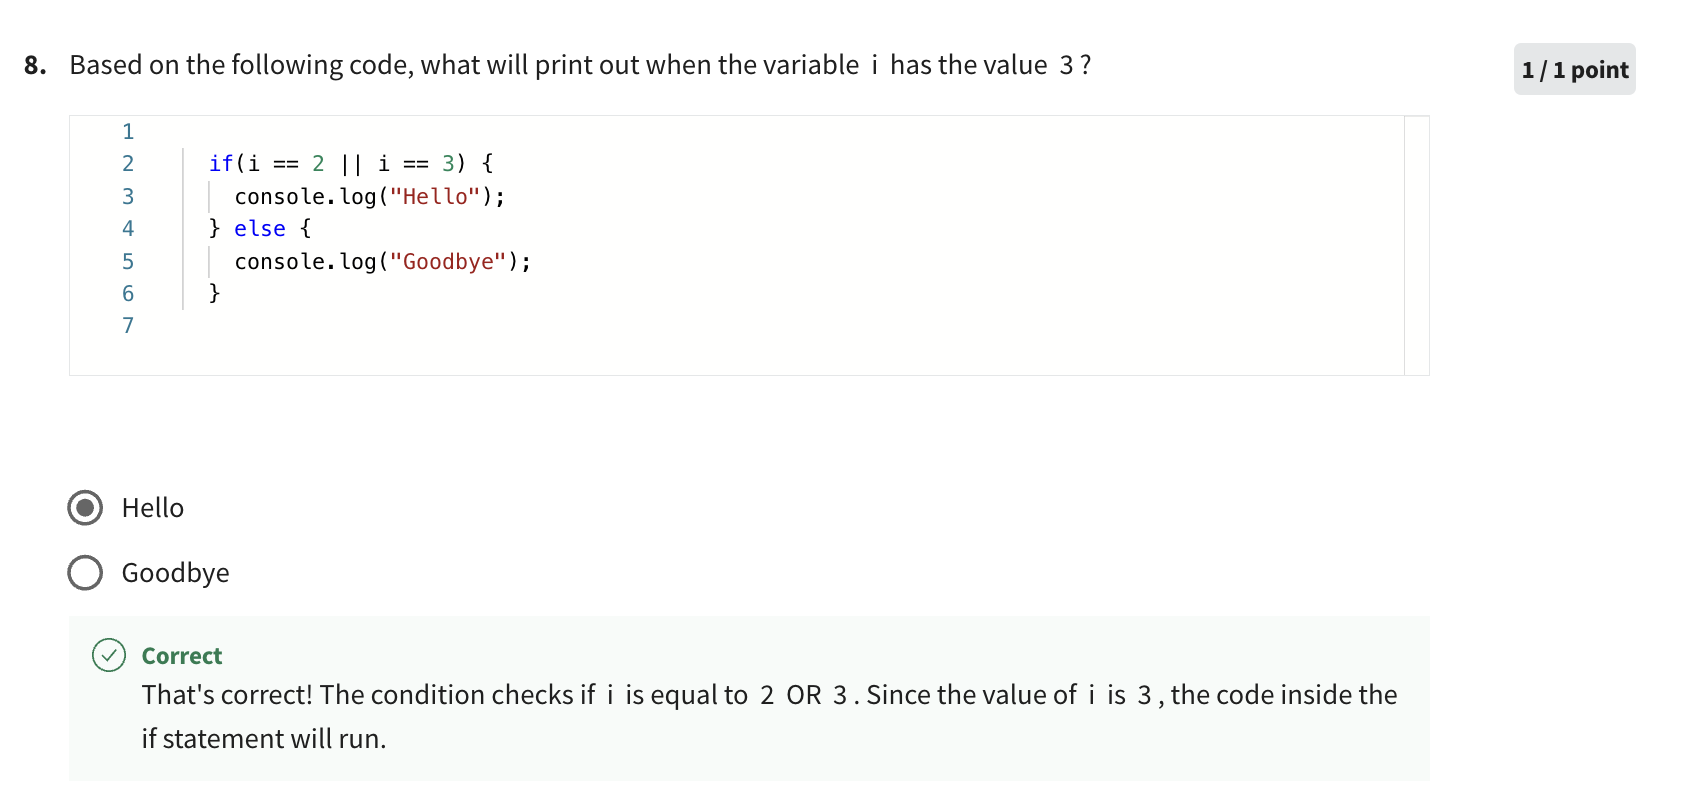 8. Based on the following code, what will print out when the variable i has the value 3 ?
1 / 1 point
1
2 if(i == 2 || i == 3) {
3 console.log("Hello");
4 } else {
5 console.log("Goodbye");
6 }
7
Hello
Goodbye
Correct
That's correct! The condition checks if i is equal to 2 OR 3 . Since the value of i is 3 , the code inside the
if statement will run.